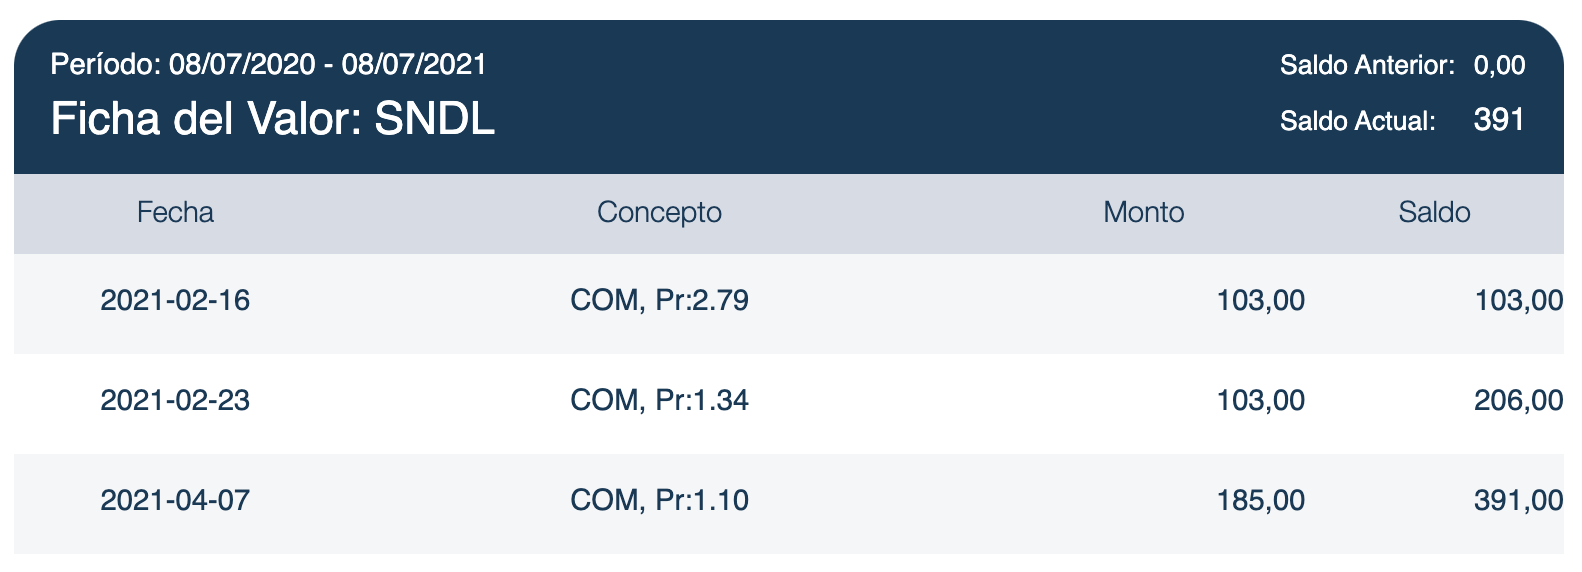 Período: 08/07/2020 - 08/07/2021
Saldo Anterior: 0,00
Ficha del Valor: SNDL
Saldo Actual: 391
Fecha Concepto Monto Saldo
2021-02-16 COM, Pr:2.79 103,00 103,00
2021-02-23 COM, Pr:1.34 103,00 206,00
2021-04-07 COM, Pr:1.10 185,00 391,00